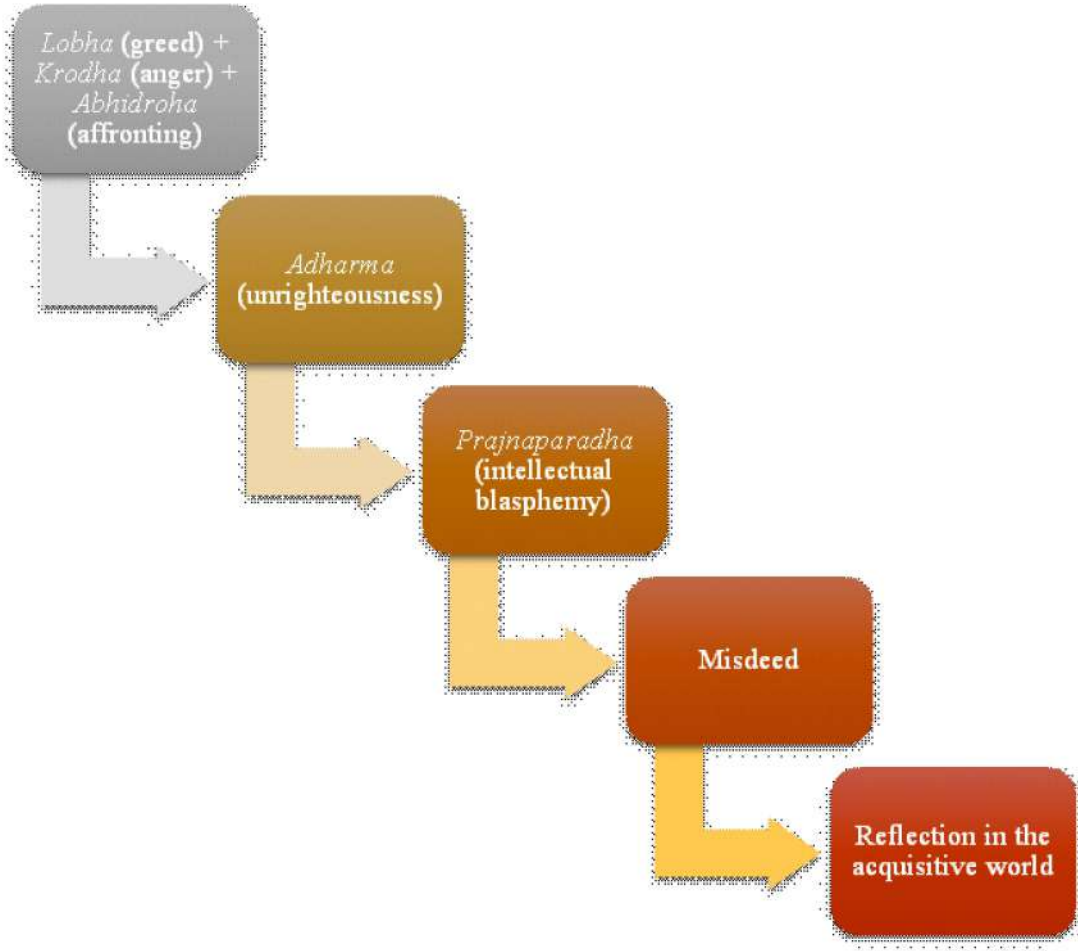 Lobha (greed) +
Krodha (anger) +
Abhidroha
(affronting)
Adharma
(unrighteousness)
Prajnaparadha
(intellectual
blasphemy)
Misdeed
Reflection in the
acquisitive world